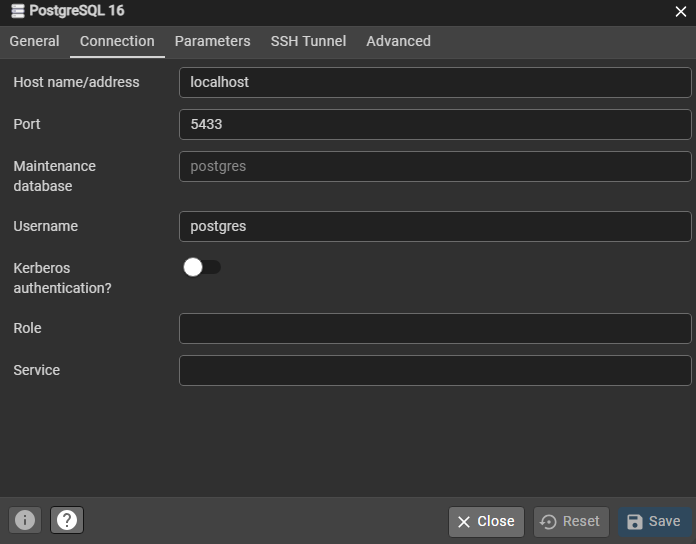 PostgreSQL 16
General Connection Parameters SSH Tunnel Advanced
Host name/address localhost
Port 5433
Maintenance postgres
database
Username postgres
Kerberos
authentication?
Role
Service
Close Reset Save